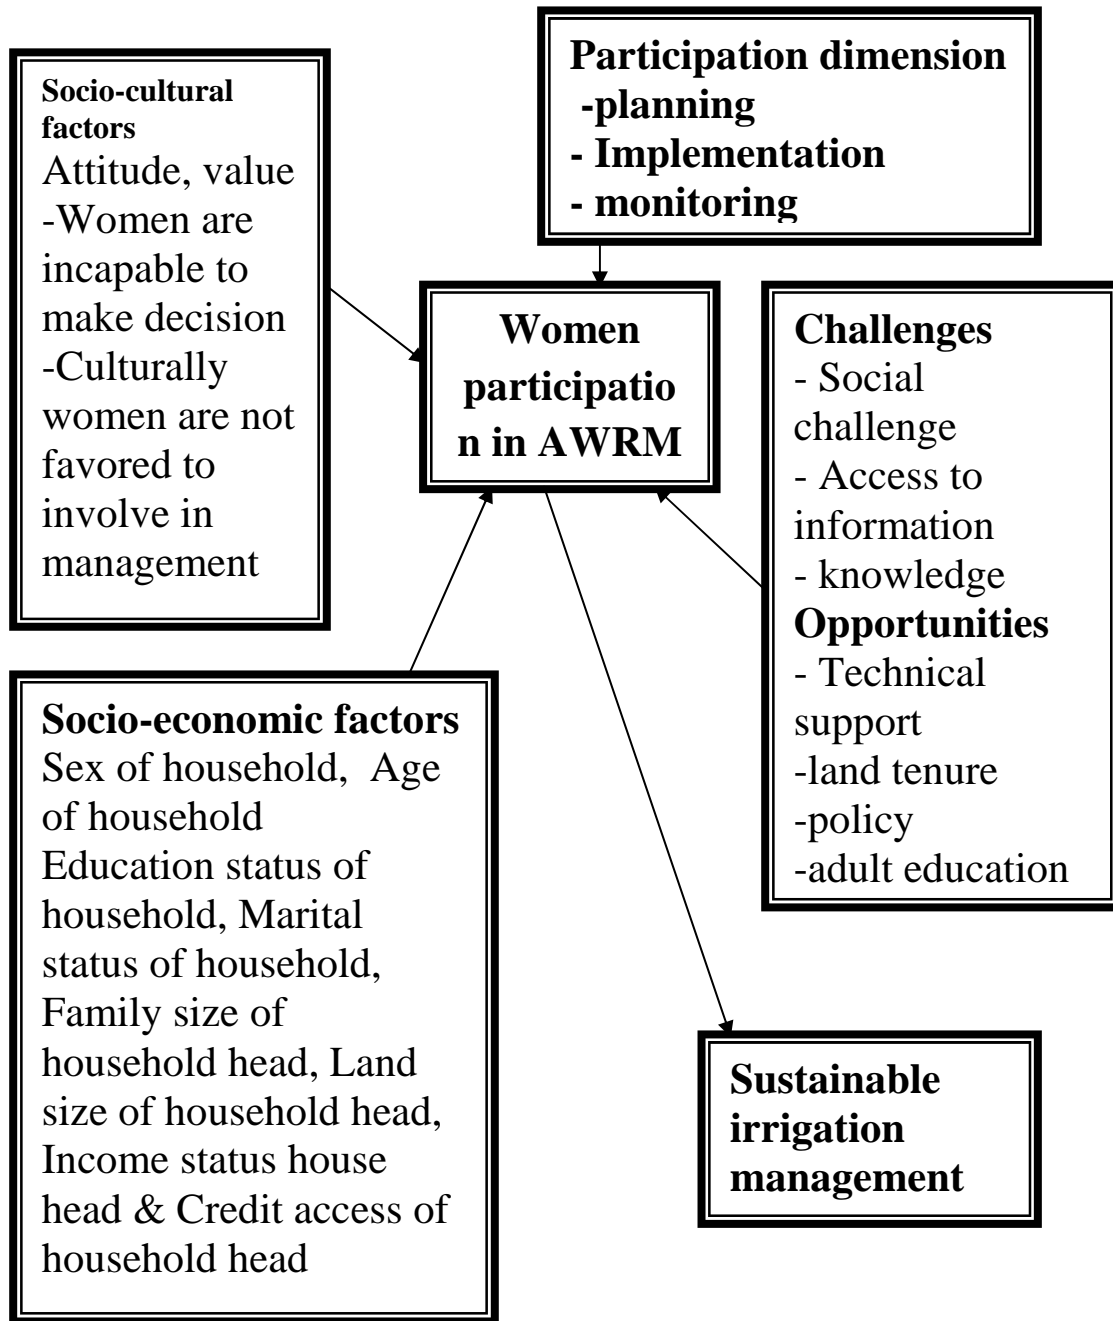 Socio-cultural
factors
Attitude, value
-Women are
incapable to
make decision
-Culturally
women are not
favored to
involve in
management
Participation dimension
-planning
- Implementation
- monitoring
Women
participatio
n in AWRM
Challenges
- Social
challenge
- Access to
information
- knowledge
Opportunities
- Technical
support
-land tenure
-policy
-adult education
Socio-economic factors
Sex of household, Age
of household
Education status of
household, Marital
status of household,
Family size of
household head, Land
size of household head,
Income status house
head & Credit access of
household head
Sustainable
irrigation
management